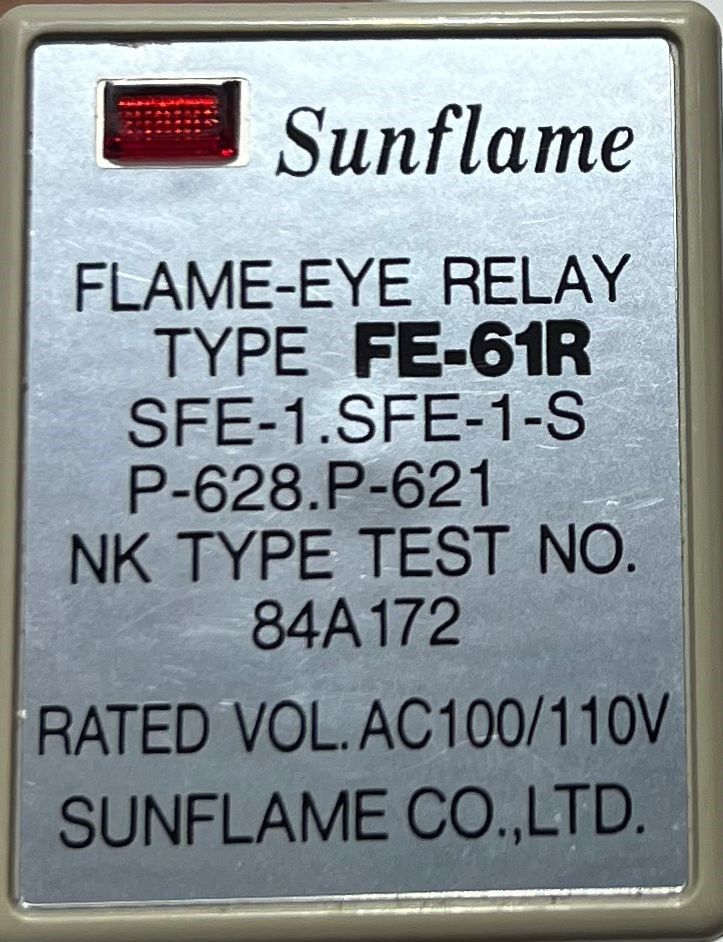 Sunflame
FLAME-EYE RELAY
TYPE FE-61R
SFE-1.SFE-1-S
P-628.P-621
NK TYPE TEST NO.
84A172
RATED VOL.AC100/110V
SUNFLAME CO.,LTD.